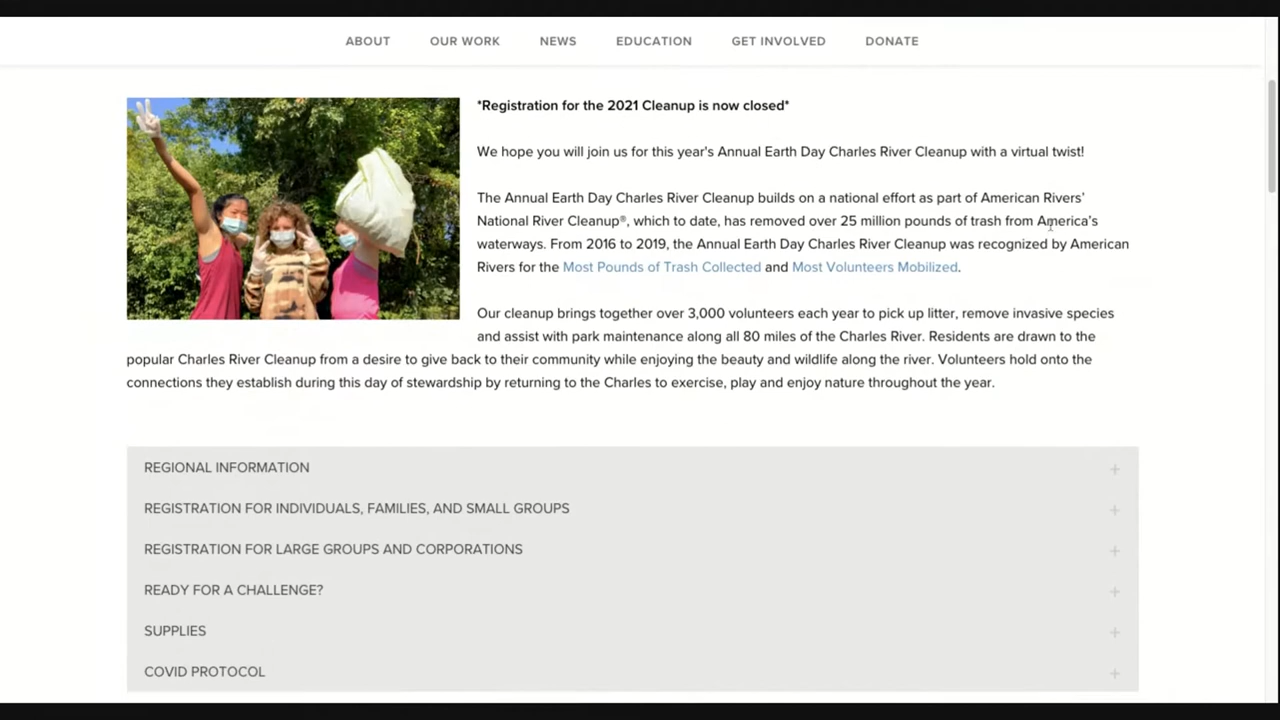 ABOUT OUR WORK NEWS EDUCATION GET INVOLVED DONATE
*Registration for the 2021 Cleanup is now closed*
We hope you will join us for this year's Annual Earth Day Charles River Cleanup with a virtual twist!
The Annual Earth Day Charles River Cleanup builds on a national effort as part of American Rivers'
National River Cleanup®, which to date, has removed over 25 million pounds of trash from America's
waterways. From 2016 to 2019, the Annual Earth Day Charles River Cleanup was recognized by American
Rivers for the Most Pounds of Trash Collected and Most Volunteers Mobilized.
Our cleanup brings together over 3,000 volunteers each year to pick up litter, remove invasive species
and assist with park maintenance along all 80 miles of the Charles River. Residents are drawn to the
popular Charles River Cleanup from a desire to give back to their community while enjoying the beauty and wildlife along the river. Volunteers hold onto the
connections they establish during this day of stewardship by returning to the Charles to exercise, play and enjoy nature throughout the year.
REGIONAL INFORMATION +
REGISTRATION FOR INDIVIDUALS, FAMILIES, AND SMALL GROUPS +
REGISTRATION FOR LARGE GROUPS AND CORPORATIONS +
READY FOR A CHALLENGE? +
SUPPLIES +
COVID PROTOCOL +